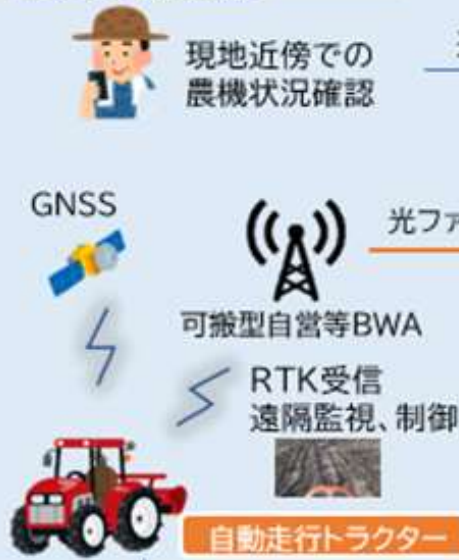 現地近傍での
農機状況確認
GNSS
光ファ
可搬型自営等BWA
RTK受信
遠隔監視、制御
自動走行トラクター